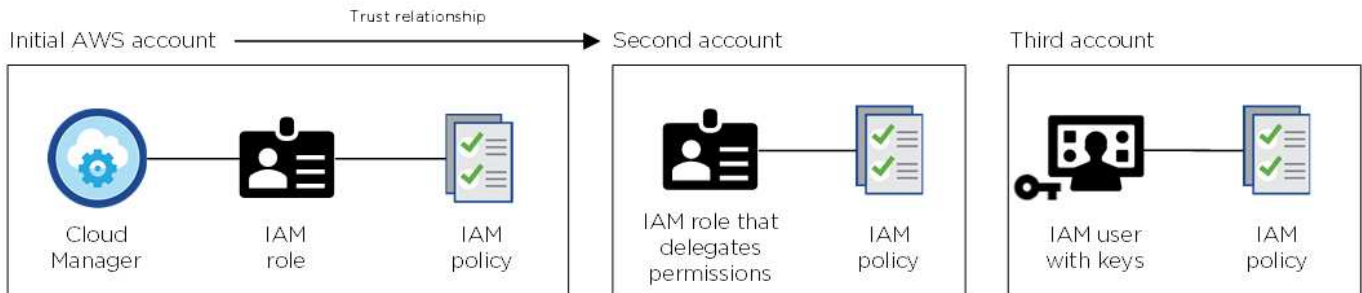 Trust relationship
Initial AWS account
Second account
Third account
Cloud
Manager
IAM
role
IAM
policy
IAM role that
delegates
permissions
IAM
policy
IAM user
with keys
IAM
policy